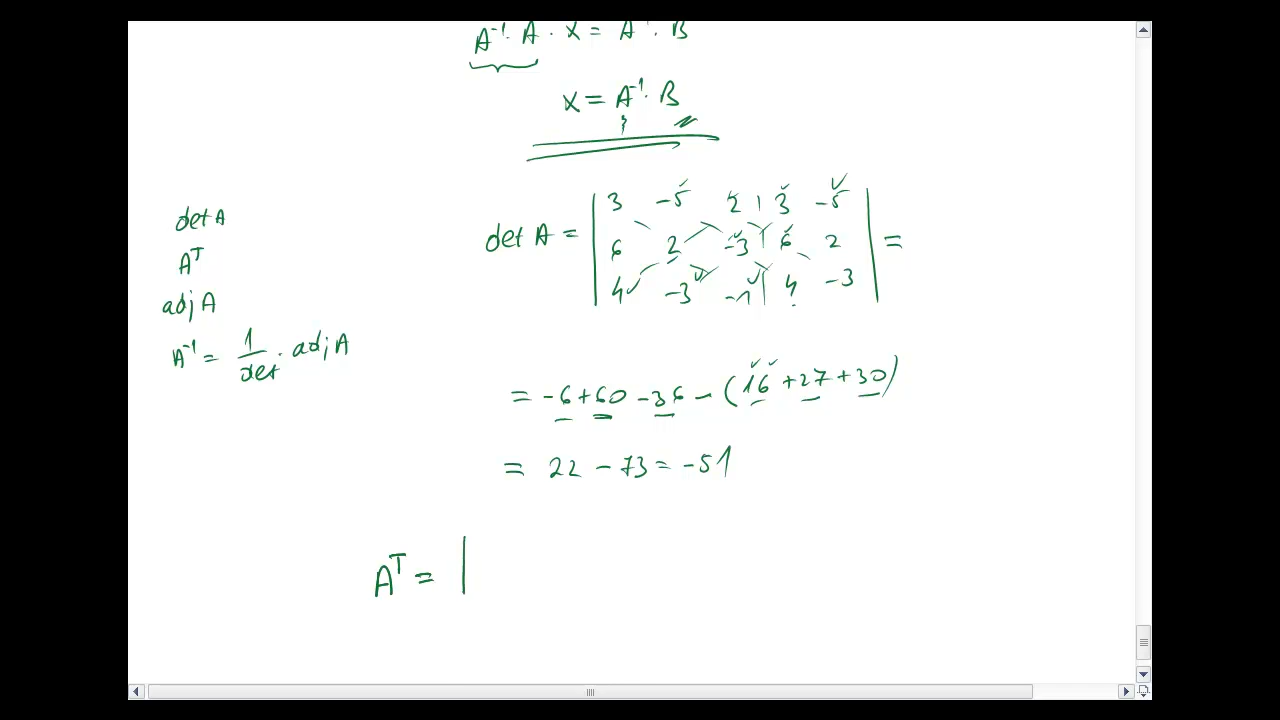 A⁻¹ · A · x = A⁻¹ · B
x = A⁻¹ · B
det A
Aᵀ
adj A
A⁻¹ = 1/det · adj A
det A = | 3 -5 2 | 3 -5 | =
6 2 -3 | 6 2
4 -3 -1 | 4 -3
= -6 + 60 - 36 - (16 + 27 + 30)
= 22 - 73 = -51
Aᵀ = |